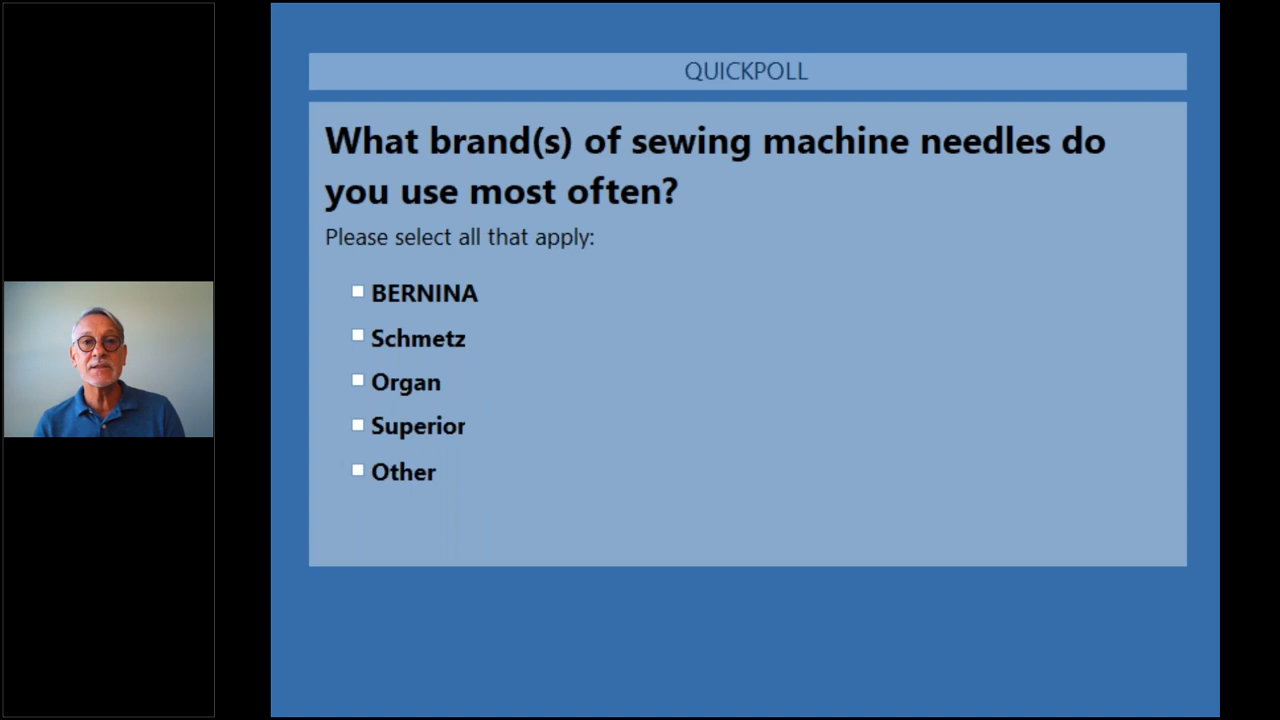 QUICKPOLL
What brand(s) of sewing machine needles do
you use most often?
Please select all that apply:
BERNINA
Schmetz
Organ
Superior
Other